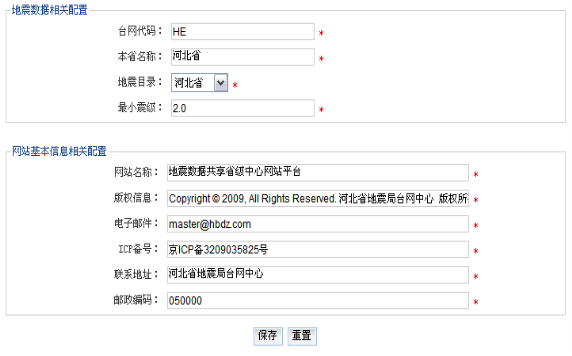 地震数据相关配置
台网代码： HE *
本省名称： 河北省 *
地震目录： 河北省 *
最小震级： 2.0 *
网站基本信息相关配置
网站名称： 地震数据共享省级中心网站平台 *
版权信息： Copyright © 2009, All Rights Reserved. 河北省地震局台网中心 版权所 *
电子邮件： master@hbdz.com *
ICP备号： 京ICP备3209035825号 *
联系地址： 河北省地震局台网中心 *
邮政编码： 050000 *
保存 重置